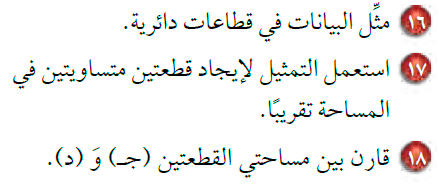 ١٦ مثِّل البيانات في قطاعات دائرية.
١٧ استعمل التمثيل لإيجاد قطعتين متساويتين في
المساحة تقريبًا.
١٨ قارن بين مساحتي القطعتين (جـ) وَ (د).